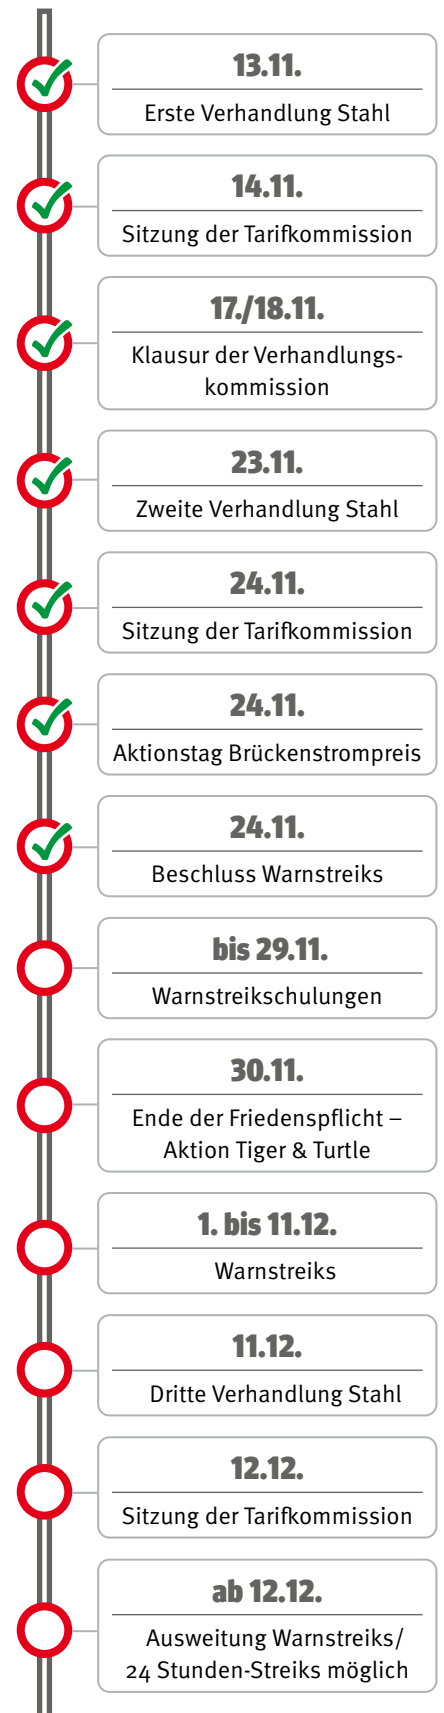 13.11.
Erste Verhandlung Stahl
14.11.
Sitzung der Tarifkommission
17./18.11.
Klausur der Verhandlungs-
kommission
23.11.
Zweite Verhandlung Stahl
24.11.
Sitzung der Tarifkommission
24.11.
Aktionstag Brückenstrompreis
24.11.
Beschluss Warnstreiks
bis 29.11.
Warnstreikschulungen
30.11.
Ende der Friedenspflicht –
Aktion Tiger & Turtle
1. bis 11.12.
Warnstreiks
11.12.
Dritte Verhandlung Stahl
12.12.
Sitzung der Tarifkommission
ab 12.12.
Ausweitung Warnstreiks/
24 Stunden-Streiks möglich